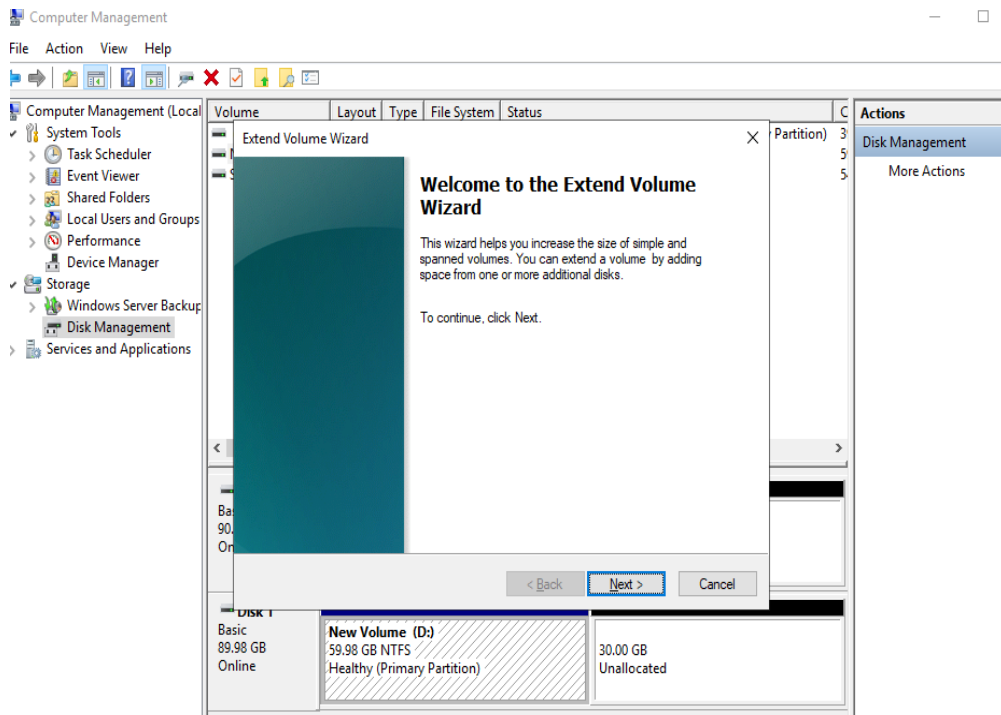 Computer Management
File Action View Help
Computer Management (Local
System Tools
Task Scheduler
Event Viewer
Shared Folders
Local Users and Groups
Performance
Device Manager
Storage
Windows Server Backup
Disk Management
Services and Applications
Volume Layout Type File System Status C
Partition)
Extend Volume Wizard
Welcome to the Extend Volume
Wizard
This wizard helps you increase the size of simple and
spanned volumes. You can extend a volume by adding
space from one or more additional disks.
To continue, click Next.
< Back Next > Cancel
Ba
90.
On
Disk 1
Basic
89.98 GB
Online
New Volume (D:)
59.98 GB NTFS
Healthy (Primary Partition)
30.00 GB
Unallocated
Actions
Disk Management
More Actions